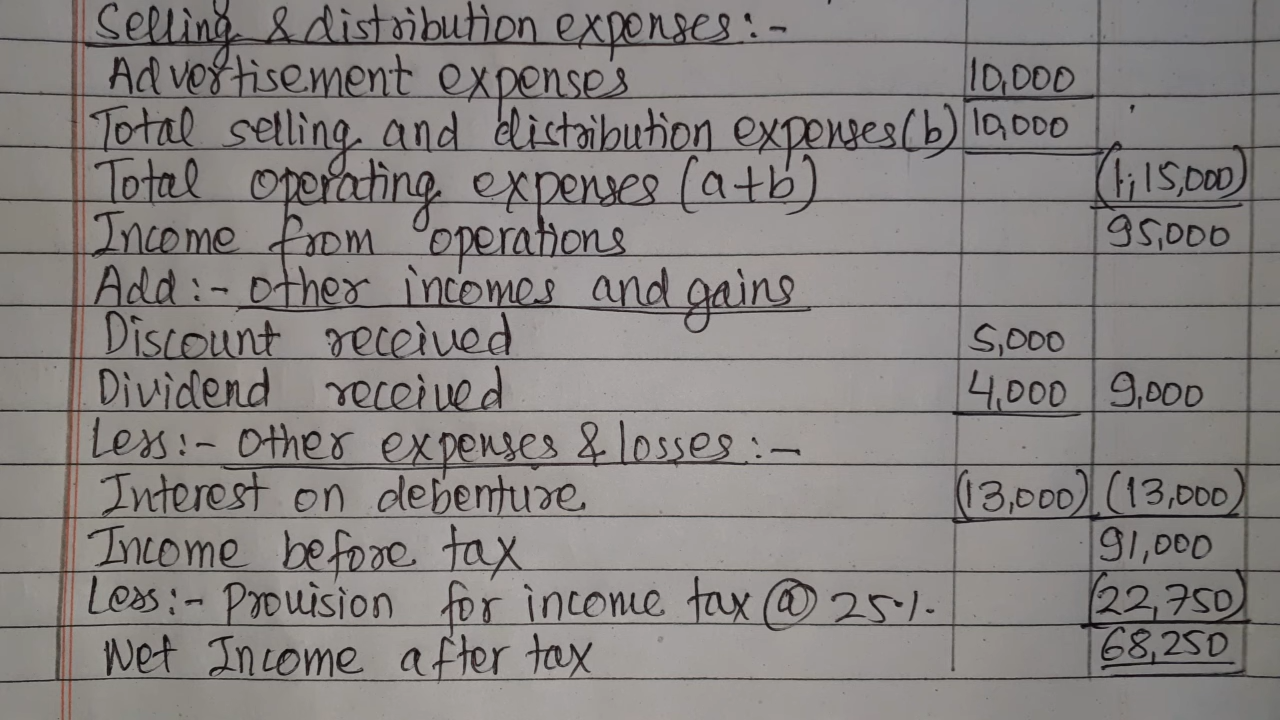 Selling & distribution expenses:-
Advertisement expenses 10,000
Total selling and distribution expenses (b) 10,000
Total operating expenses (a+b) (1,15,000)
Income from operations 95,000
Add:- other incomes and gains
Discount received 5,000
Dividend received 4,000 9,000
Less:- other expenses & losses:-
Interest on debenture (13,000) (13,000)
Income before tax 91,000
Less:- Provision for income tax @ 25% (22,750)
Net Income after tax 68,250